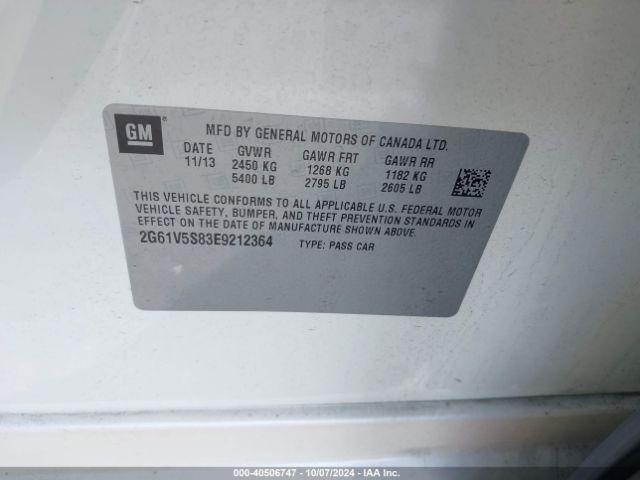 GM
®
MFD BY GENERAL MOTORS OF CANADA LTD.
DATE GVWR GAWR FRT GAWR RR
11/13 2450 KG 1268 KG 1182 KG
5400 LB 2795 LB 2605 LB
THIS VEHICLE CONFORMS TO ALL APPLICABLE U.S. FEDERAL MOTOR
VEHICLE SAFETY, BUMPER, AND THEFT PREVENTION STANDARDS IN
EFFECT ON THE DATE OF MANUFACTURE SHOWN ABOVE.
2G61V5S83E9212364 TYPE: PASS CAR
000-40506747 - 10/07/2024 - IAA Inc.